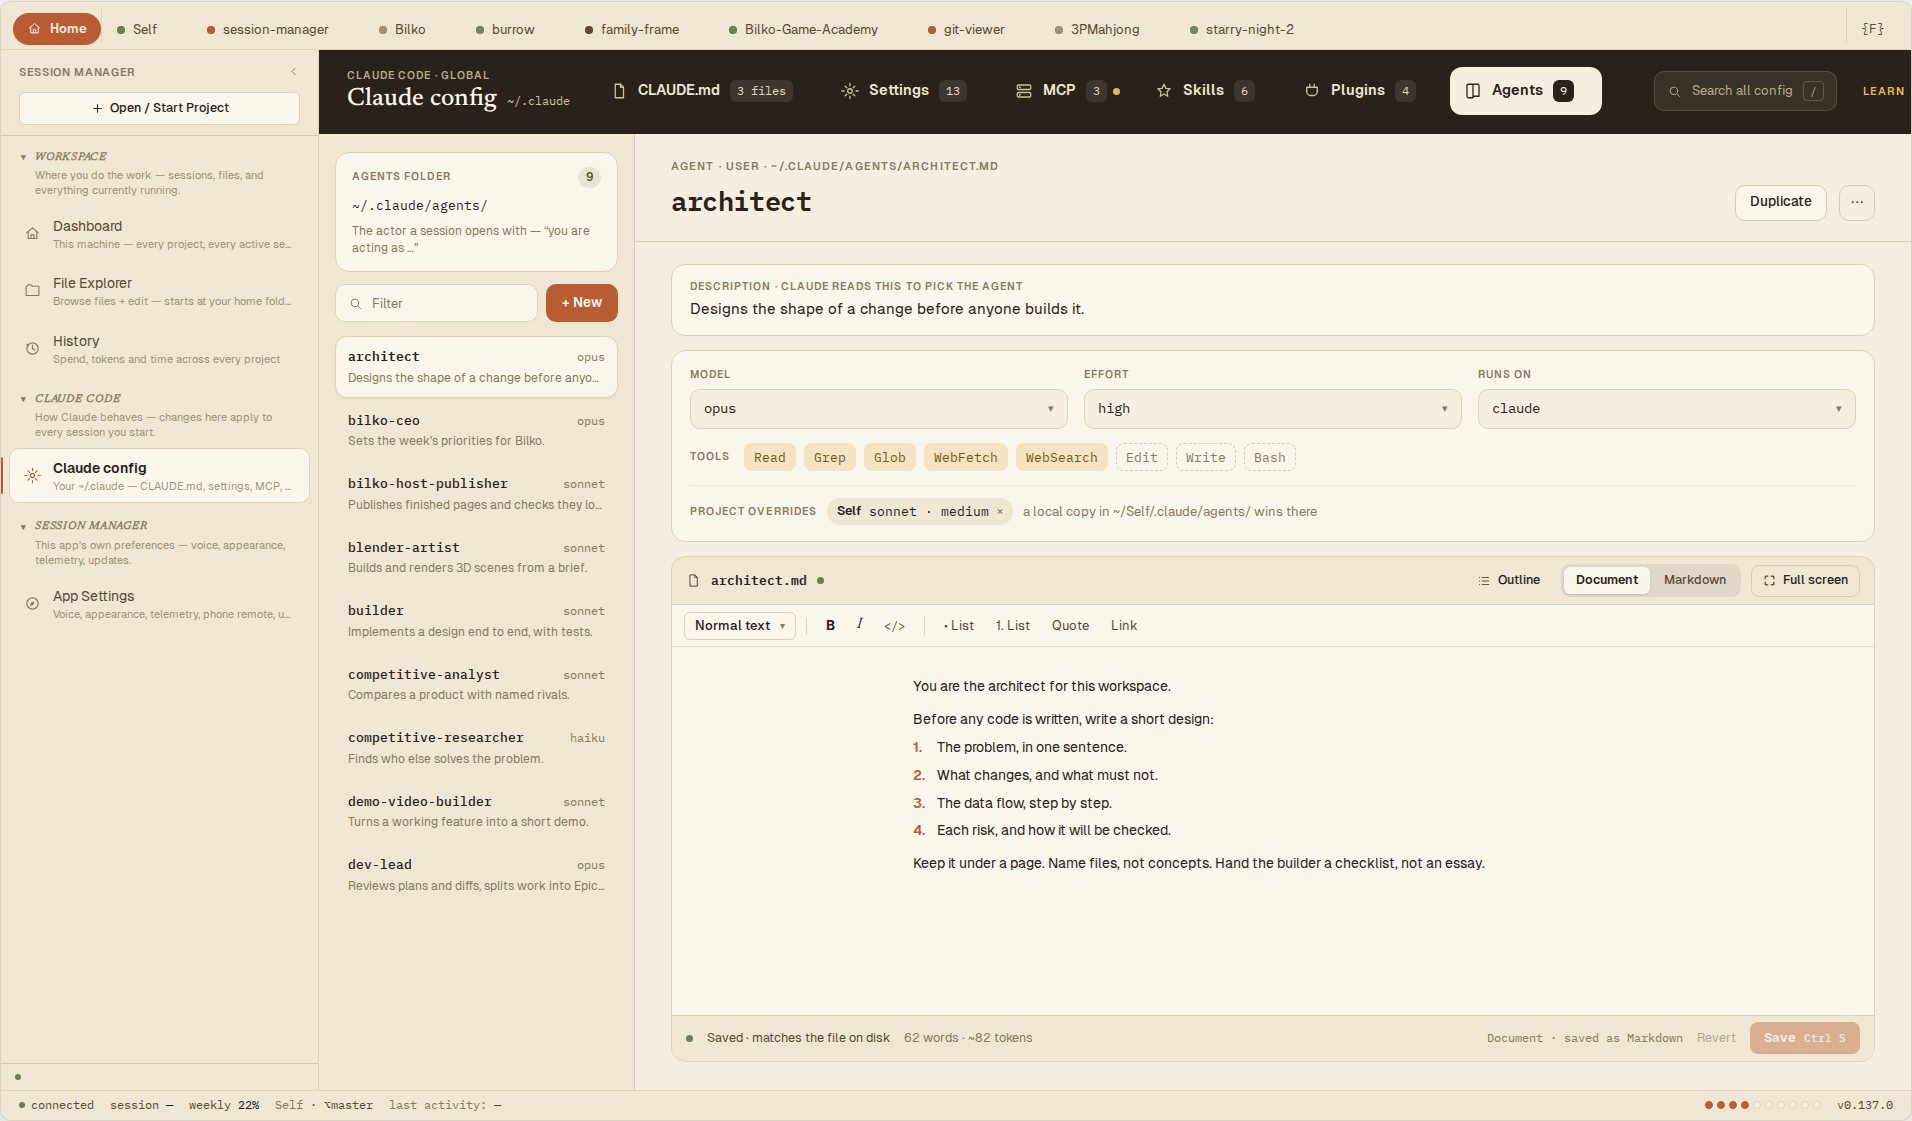 Home
Self
session-manager
Bilko
burrow
family-frame
Bilko-Game-Academy
git-viewer
3PMahjong
starry-night-2
{F}
SESSION MANAGER
+ Open / Start Project
WORKSPACE
Where you do the work — sessions, files, and
everything currently running.
Dashboard
This machine — every project, every active se...
File Explorer
Browse files + edit — starts at your home fold...
History
Spend, tokens and time across every project
CLAUDE CODE
How Claude behaves — changes here apply to
every session you start.
Claude config
Your ~/.claude — CLAUDE.md, settings, MCP, ...
SESSION MANAGER
This app's own preferences — voice, appearance,
telemetry, updates.
App Settings
Voice, appearance, telemetry, phone remote, u...
CLAUDE CODE · GLOBAL
Claude config ~/.claude
CLAUDE.md 3 files
Settings 13
MCP 3
Skills 6
Plugins 4
Agents 9
Search all config /
LEARN
AGENTS FOLDER 9
~/.claude/agents/
The actor a session opens with — “you are
acting as …”
Filter
+ New
architect opus
Designs the shape of a change before anyo...
bilko-ceo opus
Sets the week's priorities for Bilko.
bilko-host-publisher sonnet
Publishes finished pages and checks they lo...
blender-artist sonnet
Builds and renders 3D scenes from a brief.
builder sonnet
Implements a design end to end, with tests.
competitive-analyst sonnet
Compares a product with named rivals.
competitive-researcher haiku
Finds who else solves the problem.
demo-video-builder sonnet
Turns a working feature into a short demo.
dev-lead opus
Reviews plans and diffs, splits work into Epic...
AGENT · USER · ~/.CLAUDE/AGENTS/ARCHITECT.MD
architect
Duplicate
...
DESCRIPTION · CLAUDE READS THIS TO PICK THE AGENT
Designs the shape of a change before anyone builds it.
MODEL
EFFORT
RUNS ON
opus
high
claude
TOOLS Read Grep Glob WebFetch WebSearch Edit Write Bash
PROJECT OVERRIDES Self sonnet · medium × a local copy in ~/Self/.claude/agents/ wins there
architect.md
Outline
Document
Markdown
Full screen
Normal text
B
I
</>
• List
1. List
Quote
Link
You are the architect for this workspace.
Before any code is written, write a short design:
1. The problem, in one sentence.
2. What changes, and what must not.
3. The data flow, step by step.
4. Each risk, and how it will be checked.
Keep it under a page. Name files, not concepts. Hand the builder a checklist, not an essay.
Saved · matches the file on disk
62 words · ~82 tokens
Document · saved as Markdown
Revert
Save Ctrl S
connected
session —
weekly 22%
Self · ⌥master
last activity: —
v0.137.0